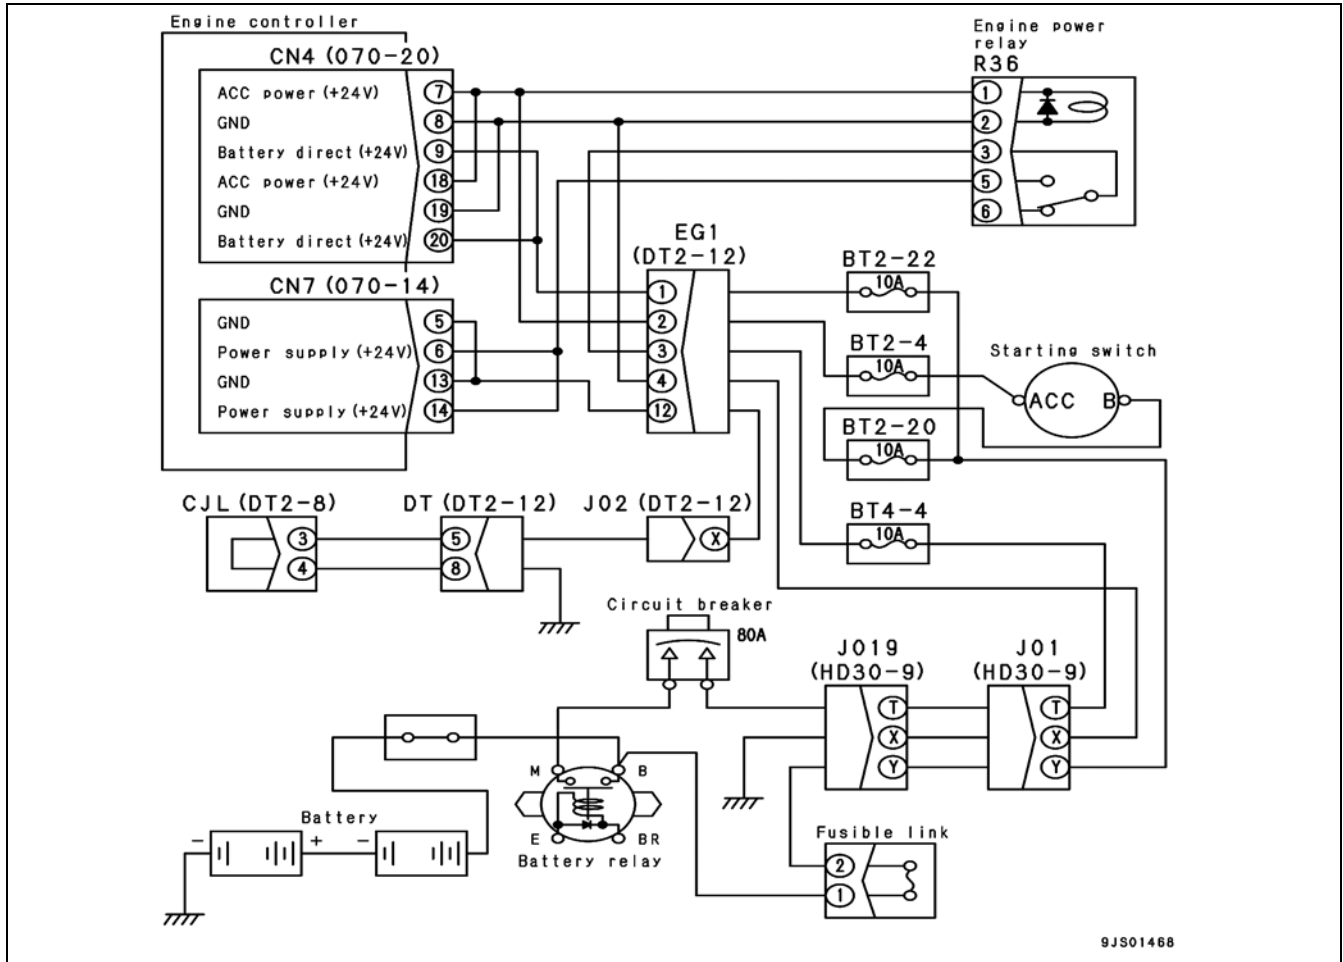 Engine controller
CN4 (070-20)
ACC power (+24V) 7
GND 8
Battery direct (+24V) 9
ACC power (+24V) 18
GND 19
Battery direct (+24V) 20
CN7 (070-14)
GND 5
Power supply (+24V) 6
GND 13
Power supply (+24V) 14
Engine power
relay
R36
1
2
3
5
6
EG1
(DT2-12)
1
2
3
4
12
BT2-22
10A
BT2-4
10A
Starting switch
ACC B
BT2-20
10A
BT4-4
10A
CJL (DT2-8)
3
4
DT (DT2-12)
5
8
J02 (DT2-12)
X
Circuit breaker
80A
J019
(HD30-9)
T
X
Y
J01
(HD30-9)
T
X
Y
M B
E BR
Battery relay
Battery
- + -
Fusible link
2
1
9JS01468